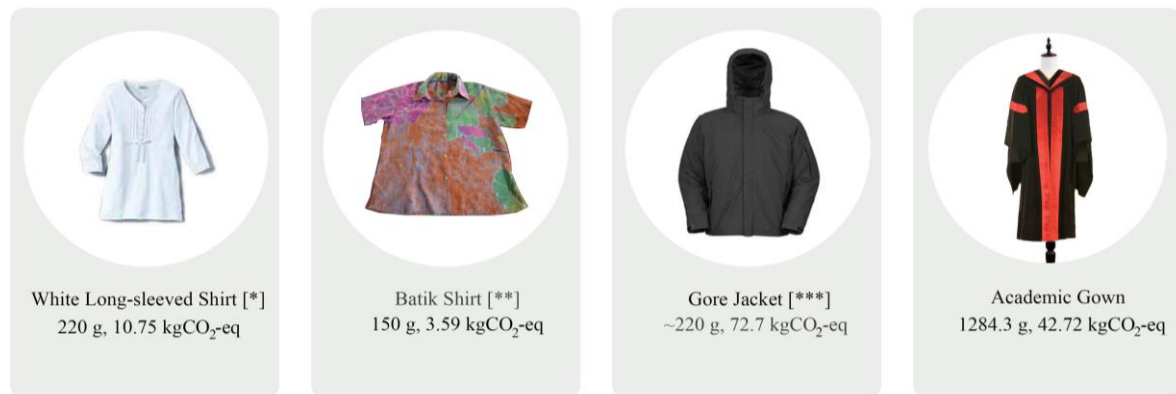 White Long-sleeved Shirt [*]
220 g, 10.75 kgCO₂-eq
Batik Shirt [**]
150 g, 3.59 kgCO₂-eq
Gore Jacket [***]
~220 g, 72.7 kgCO₂-eq
Academic Gown
1284.3 g, 42.72 kgCO₂-eq